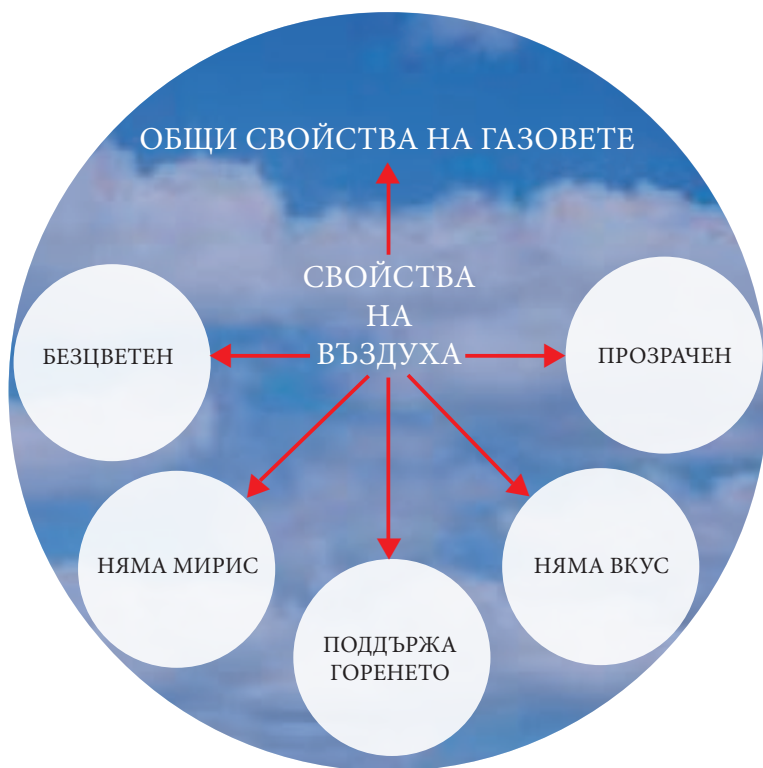 ОБЩИ СВОЙСТВА НА ГАЗОВЕТЕ
СВОЙСТВА
НА
ВЪЗДУХА
БЕЗЦВЕТЕН
ПРОЗРАЧЕН
НЯМА МИРИС
НЯМА ВКУС
ПОДДЪРЖА
ГОРЕНЕТО